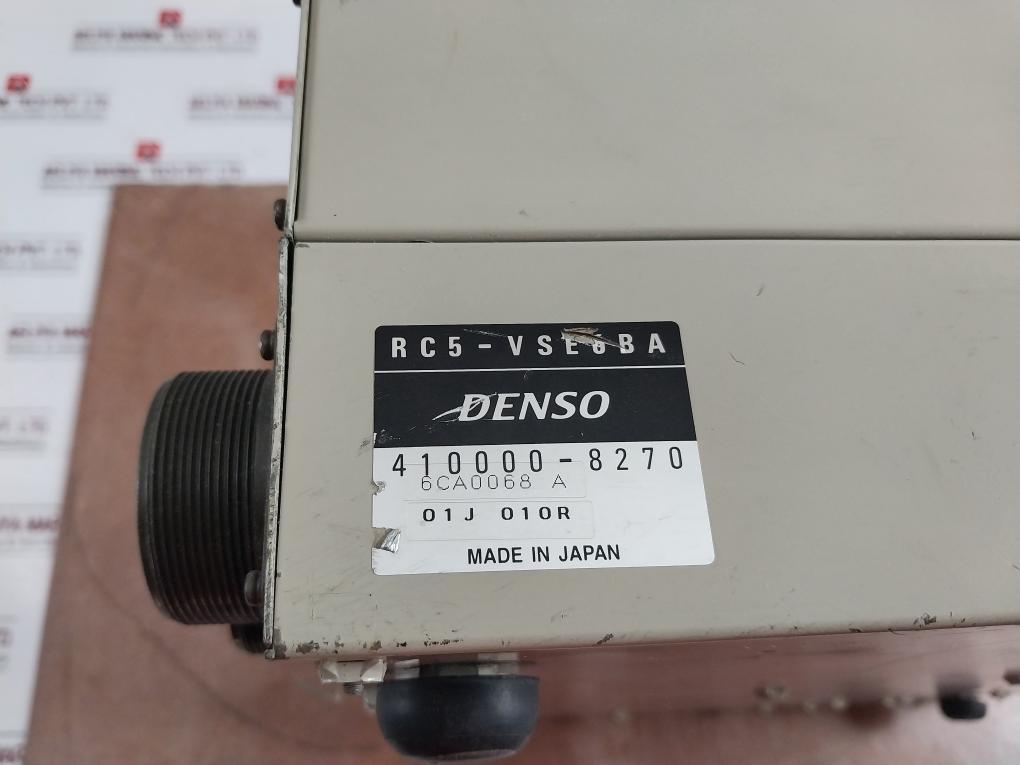 RC5-VSE6BA
DENSO
410000-8270
6CA0068 A
01J 010R
MADE IN JAPAN